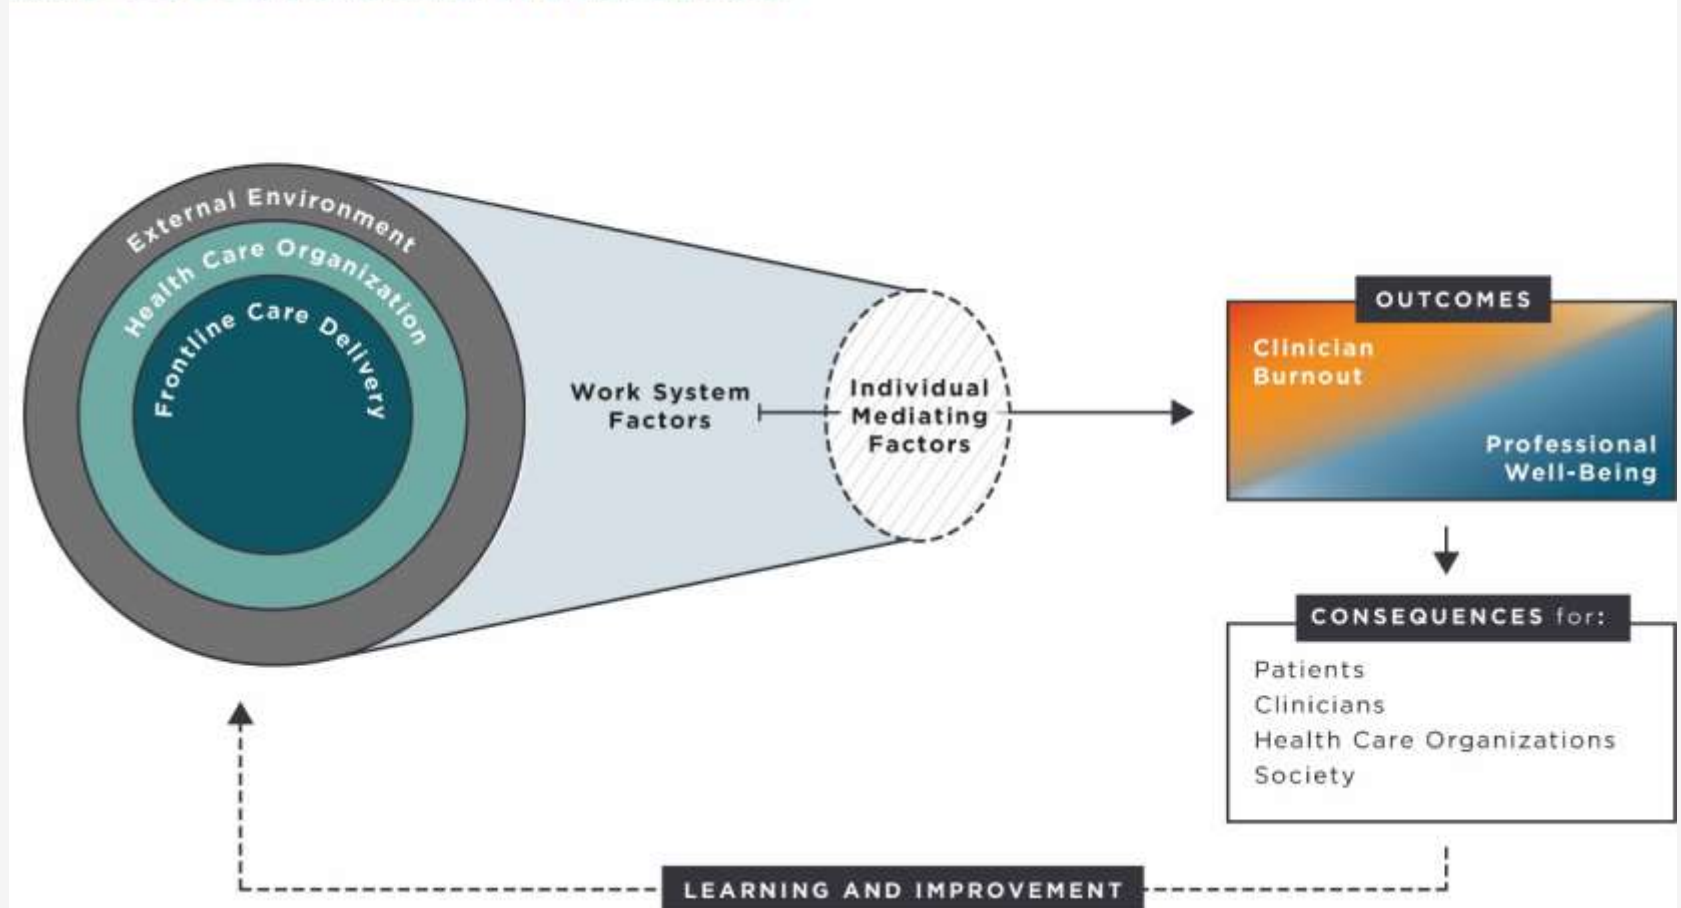 External Environment
Health Care Organization
Frontline Care Delivery
Work System
Factors
Individual
Mediating
Factors
OUTCOMES
Clinician
Burnout
Professional
Well-Being
CONSEQUENCES for:
Patients
Clinicians
Health Care Organizations
Society
LEARNING AND IMPROVEMENT